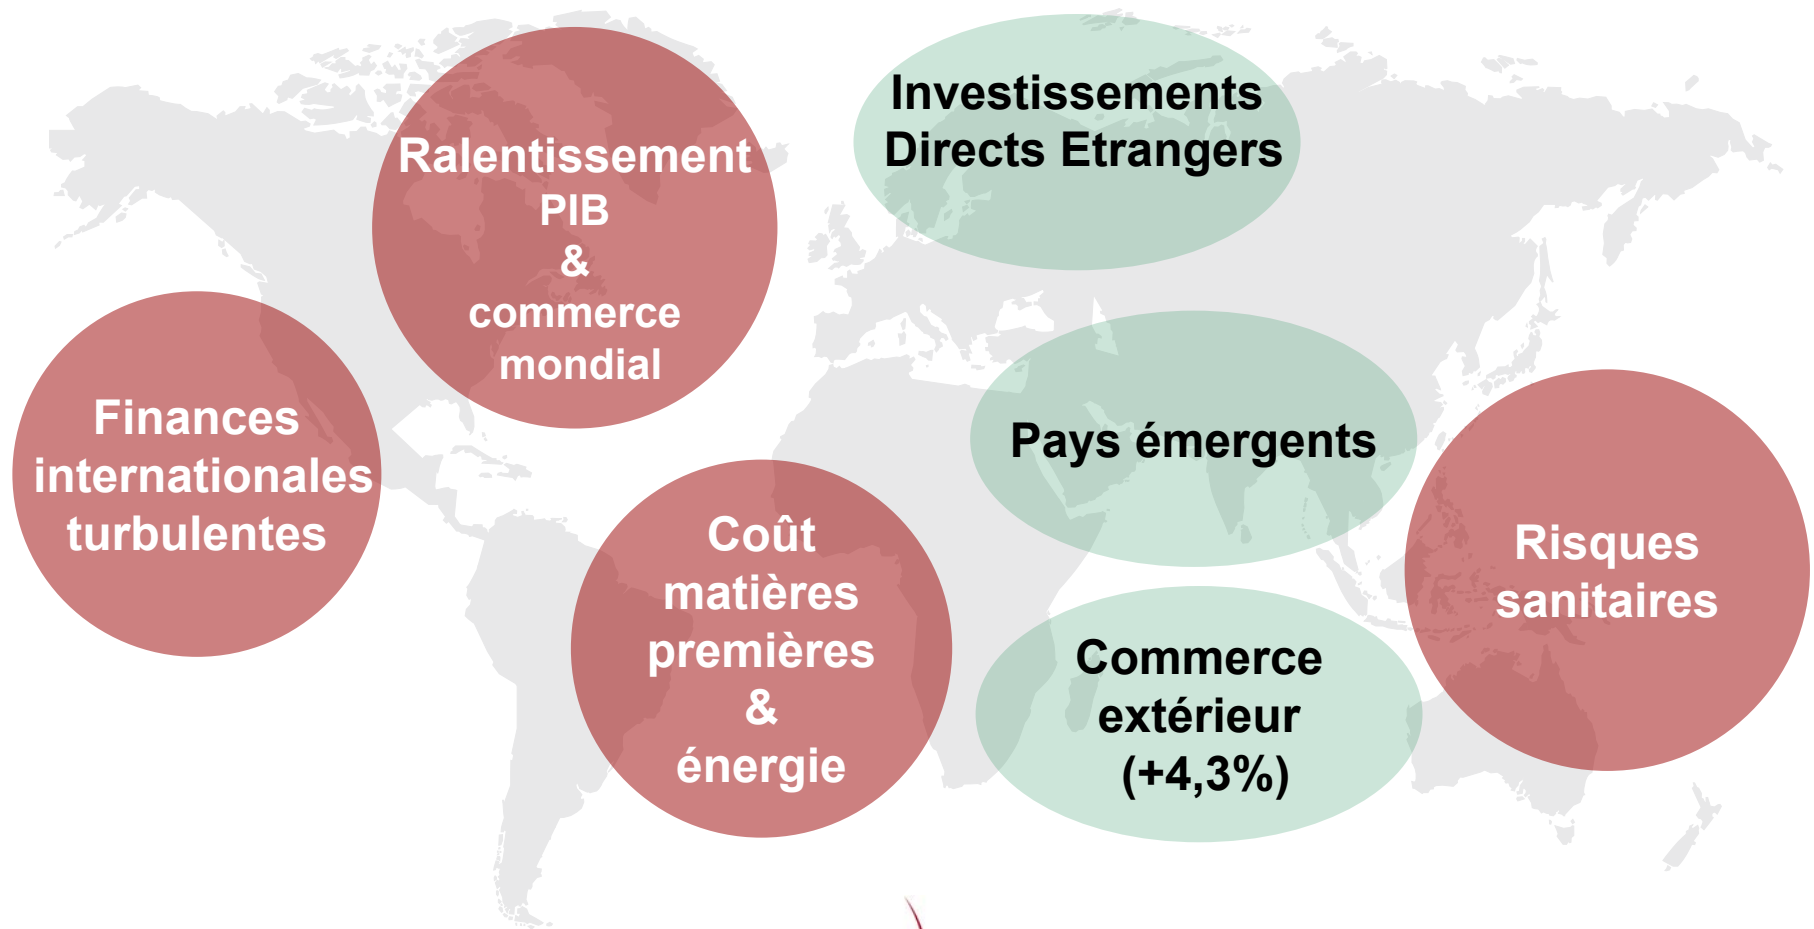 Ralentissement
PIB
&
commerce
mondial
Investissements
Directs Etrangers
Finances
internationales
turbulentes
Pays émergents
Coût
matières
premières
&
énergie
Risques
sanitaires
Commerce
extérieur
(+4,3%)